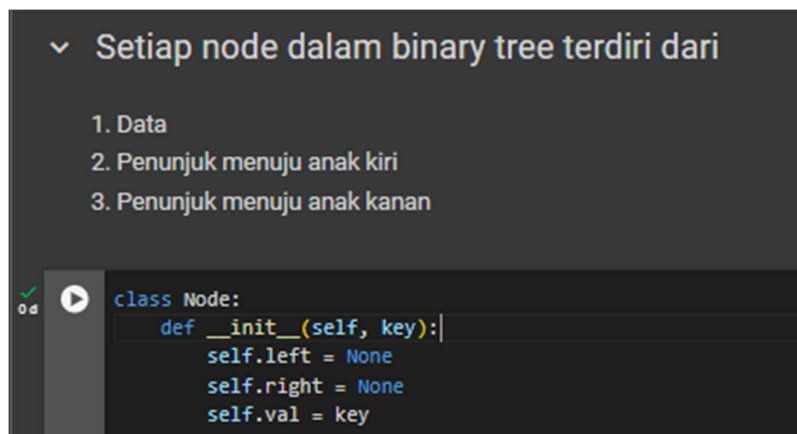 Setiap node dalam binary tree terdiri dari
1. Data
2. Penunjuk menuju anak kiri
3. Penunjuk menuju anak kanan
0 d
class Node:
    def __init__(self, key):
        self.left = None
        self.right = None
        self.val = key